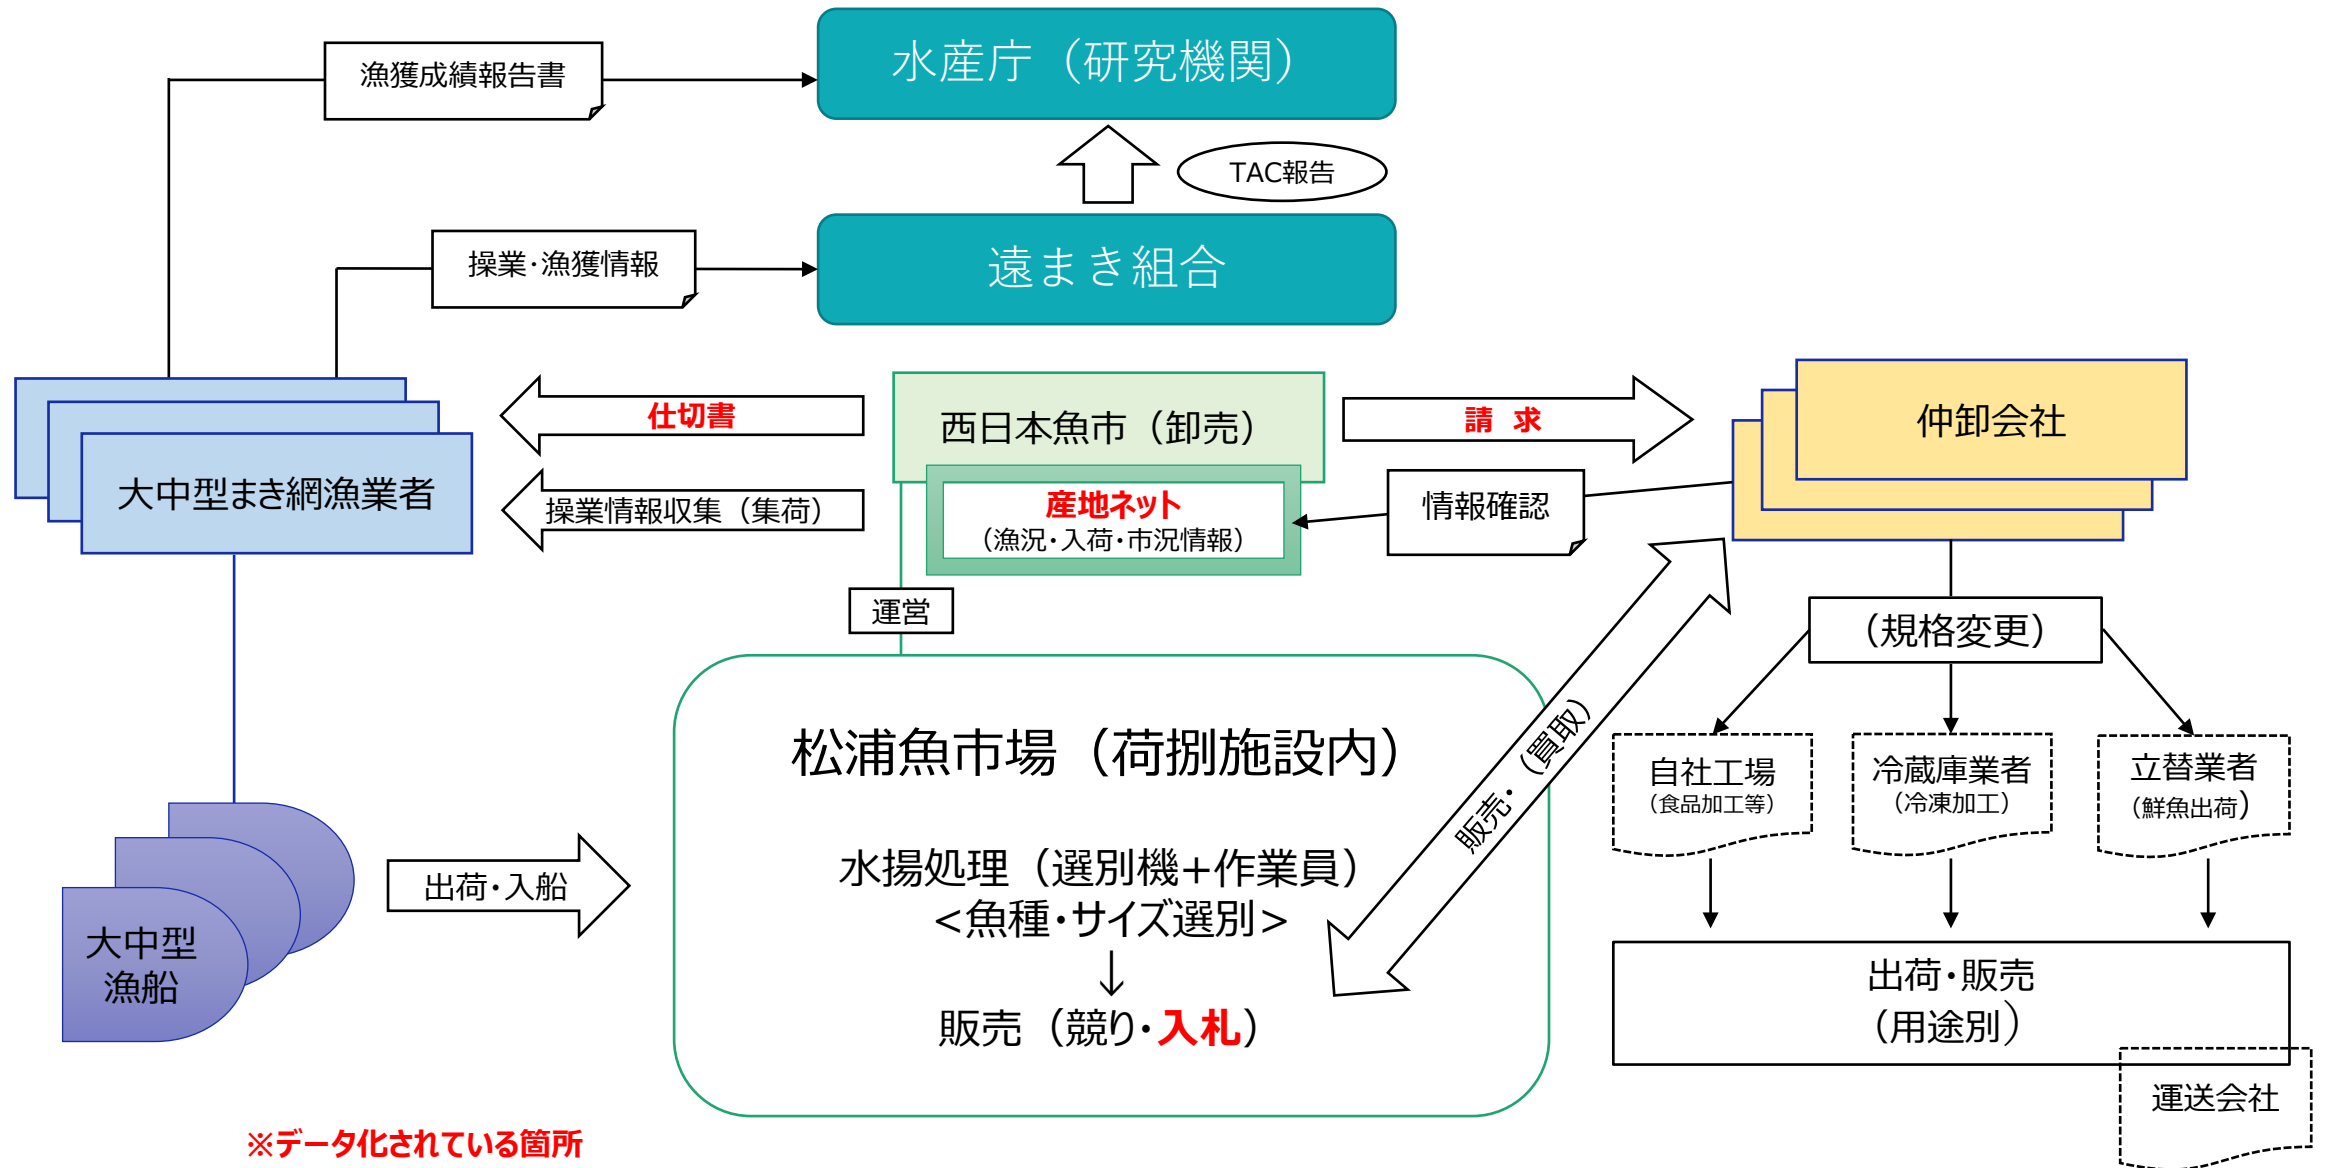 漁獲成績報告書
水産庁（研究機関）
TAC報告
操業・漁獲情報
遠まき組合
仕切書
西日本魚市（卸売）
請　求
仲卸会社
大中型まき網漁業者
操業情報収集（集荷）
産地ネット
（漁況・入荷・市況情報）
情報確認
運営
（規格変更）
松浦魚市場（荷捌施設内）
販売・（買取）
自社工場
（食品加工等）
冷蔵庫業者
（冷凍加工）
立替業者
（鮮魚出荷）
水揚処理（選別機+作業員）
<魚種・サイズ選別>
↓
販売（競り・入札）
出荷・入船
大中型
漁船
出荷・販売
（用途別）
運送会社
※データ化されている箇所